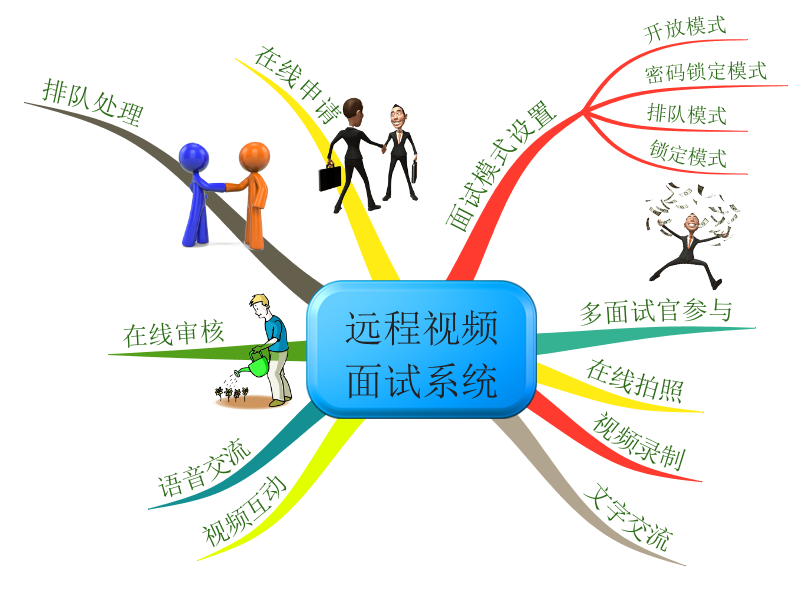 远程视频
面试系统
面试模式设置
开放模式
密码锁定模式
排队模式
锁定模式
多面试官参与
在线拍照
视频录制
文字交流
视频互动
语音交流
在线审核
排队处理
在线申请